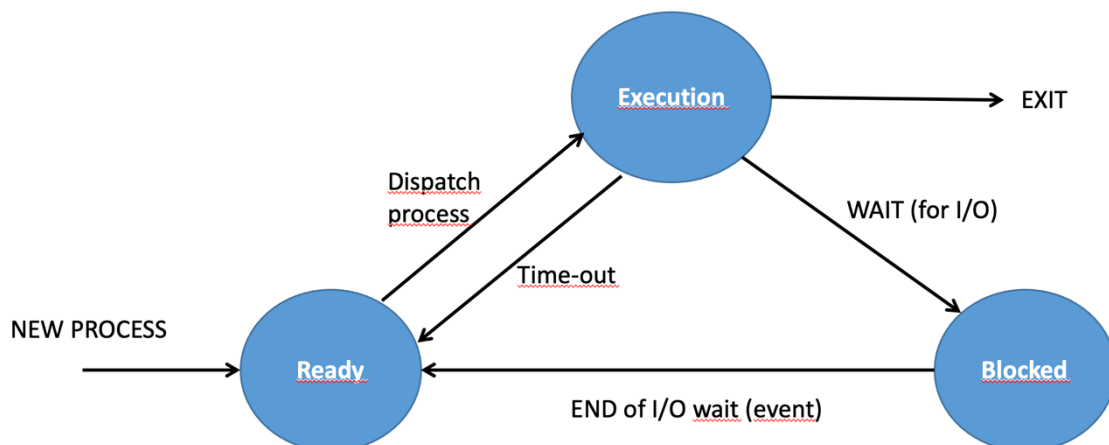 Execution
EXIT
Dispatch
process
WAIT (for I/O)
Time-out
NEW PROCESS
Ready
Blocked
END of I/O wait (event)